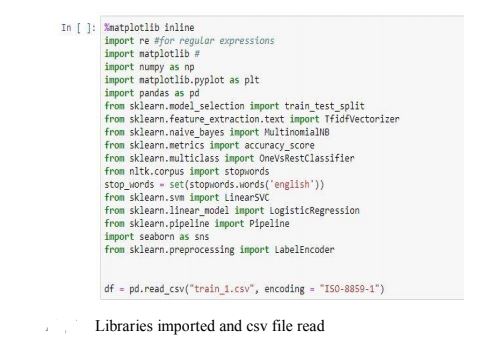 In [ ]: %matplotlib inline
import re #for regular expressions
import matplotlib #
import numpy as np
import matplotlib.pyplot as plt
import pandas as pd
from sklearn.model_selection import train_test_split
from sklearn.feature_extraction.text import TfidfVectorizer
from sklearn.naive_bayes import MultinomialNB
from sklearn.metrics import accuracy_score
from sklearn.multiclass import OneVsRestClassifier
from nltk.corpus import stopwords
stop_words = set(stopwords.words('english'))
from sklearn.svm import LinearSVC
from sklearn.linear_model import LogisticRegression
from sklearn.pipeline import Pipeline
import seaborn as sns
from sklearn.preprocessing import LabelEncoder
df = pd.read_csv("train_1.csv", encoding = "ISO-8859-1")
Libraries imported and csv file read